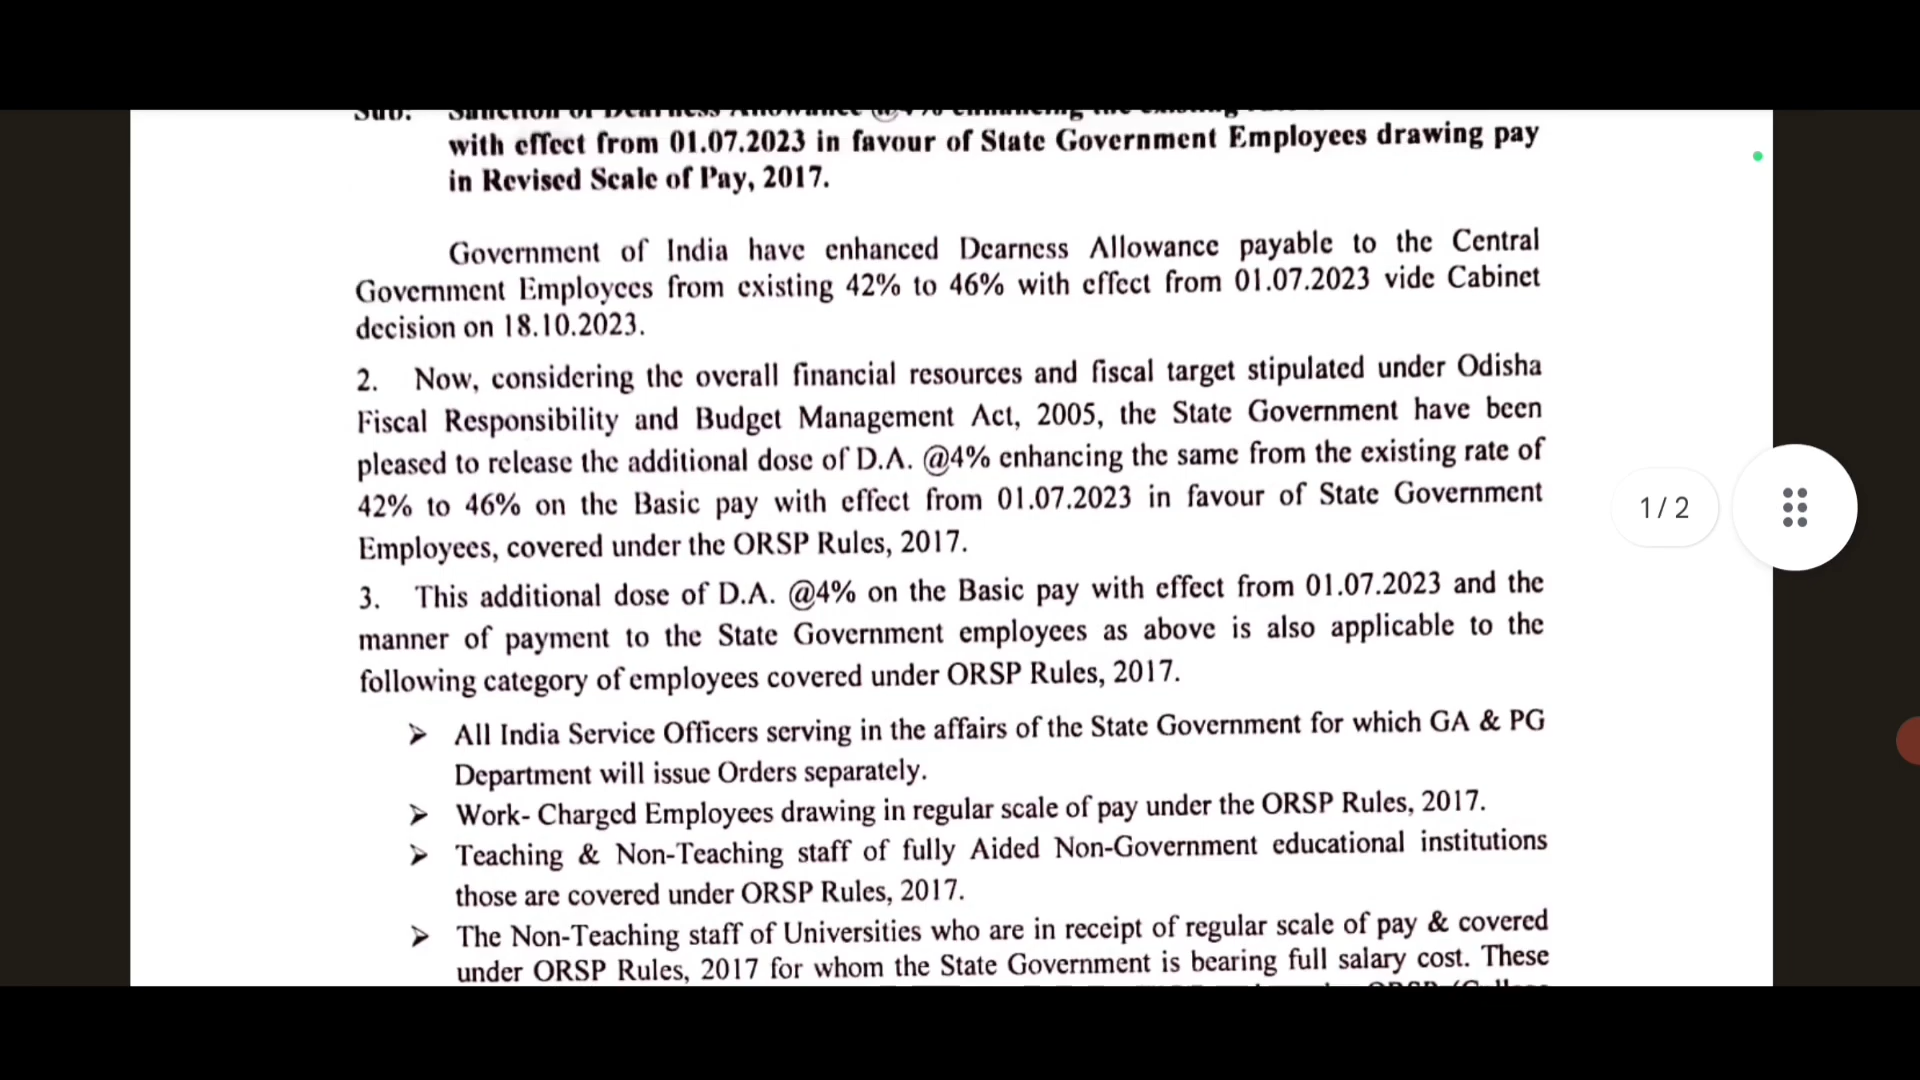 Sub: Sanction of Dearness Allowance @4% enhancing the existing
with effect from 01.07.2023 in favour of State Government Employees drawing pay
in Revised Scale of Pay, 2017.
Government of India have enhanced Dearness Allowance payable to the Central
Government Employees from existing 42% to 46% with effect from 01.07.2023 vide Cabinet
decision on 18.10.2023.
2. Now, considering the overall financial resources and fiscal target stipulated under Odisha
Fiscal Responsibility and Budget Management Act, 2005, the State Government have been
pleased to release the additional dose of D.A. @4% enhancing the same from the existing rate of
42% to 46% on the Basic pay with effect from 01.07.2023 in favour of State Government
Employees, covered under the ORSP Rules, 2017.
1 / 2
3. This additional dose of D.A. @4% on the Basic pay with effect from 01.07.2023 and the
manner of payment to the State Government employees as above is also applicable to the
following category of employees covered under ORSP Rules, 2017.
➢ All India Service Officers serving in the affairs of the State Government for which GA & PG
Department will issue Orders separately.
➢ Work- Charged Employees drawing in regular scale of pay under the ORSP Rules, 2017.
➢ Teaching & Non-Teaching staff of fully Aided Non-Government educational institutions
those are covered under ORSP Rules, 2017.
➢ The Non-Teaching staff of Universities who are in receipt of regular scale of pay & covered
under ORSP Rules, 2017 for whom the State Government is bearing full salary cost. These